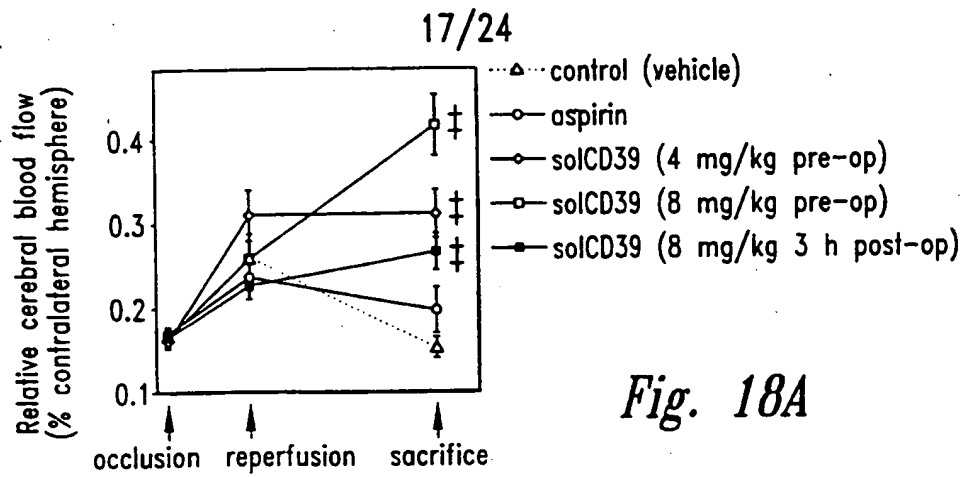 17/24
Relative cerebral blood flow
(% contralateral hemisphere)
0.4
0.3
0.2
0.1
‡
‡
‡
occlusion reperfusion sacrifice
control (vehicle)
aspirin
solCD39 (4 mg/kg pre-op)
solCD39 (8 mg/kg pre-op)
solCD39 (8 mg/kg 3 h post-op)
Fig. 18A